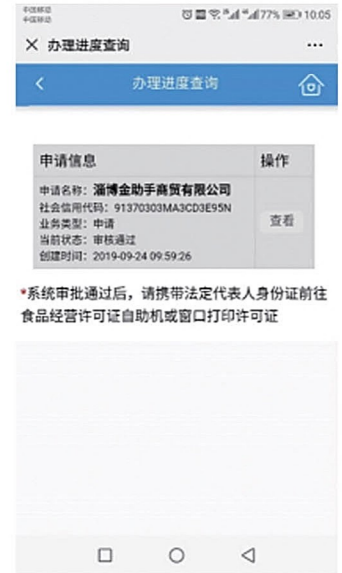 中国移动
中国移动
77% 10:05
办理进度查询
办理进度查询
申请信息 操作
申请名称：淄博金助手商贸有限公司
社会信用代码：91370303MA3CD3E95N
业务类型：申请
查看
当前状态：审核通过
创建时间：2019-09-24 09:59:26
*系统审批通过后，请携带法定代表人身份证前往
食品经营许可证自助机或窗口打印许可证